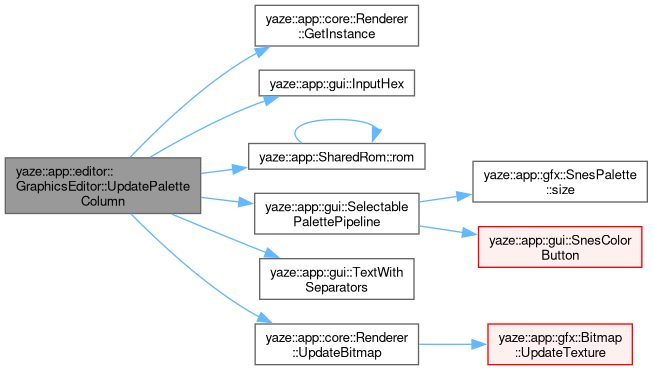 yaze::app::editor::
GraphicsEditor::UpdatePalette
Column
yaze::app::core::Renderer
::GetInstance
yaze::app::gui::InputHex
yaze::app::SharedRom::rom
yaze::app::gui::Selectable
PalettePipeline
yaze::app::gfx::SnesPalette
::size
yaze::app::gui::SnesColor
Button
yaze::app::gui::TextWith
Separators
yaze::app::core::Renderer
::UpdateBitmap
yaze::app::gfx::Bitmap
::UpdateTexture